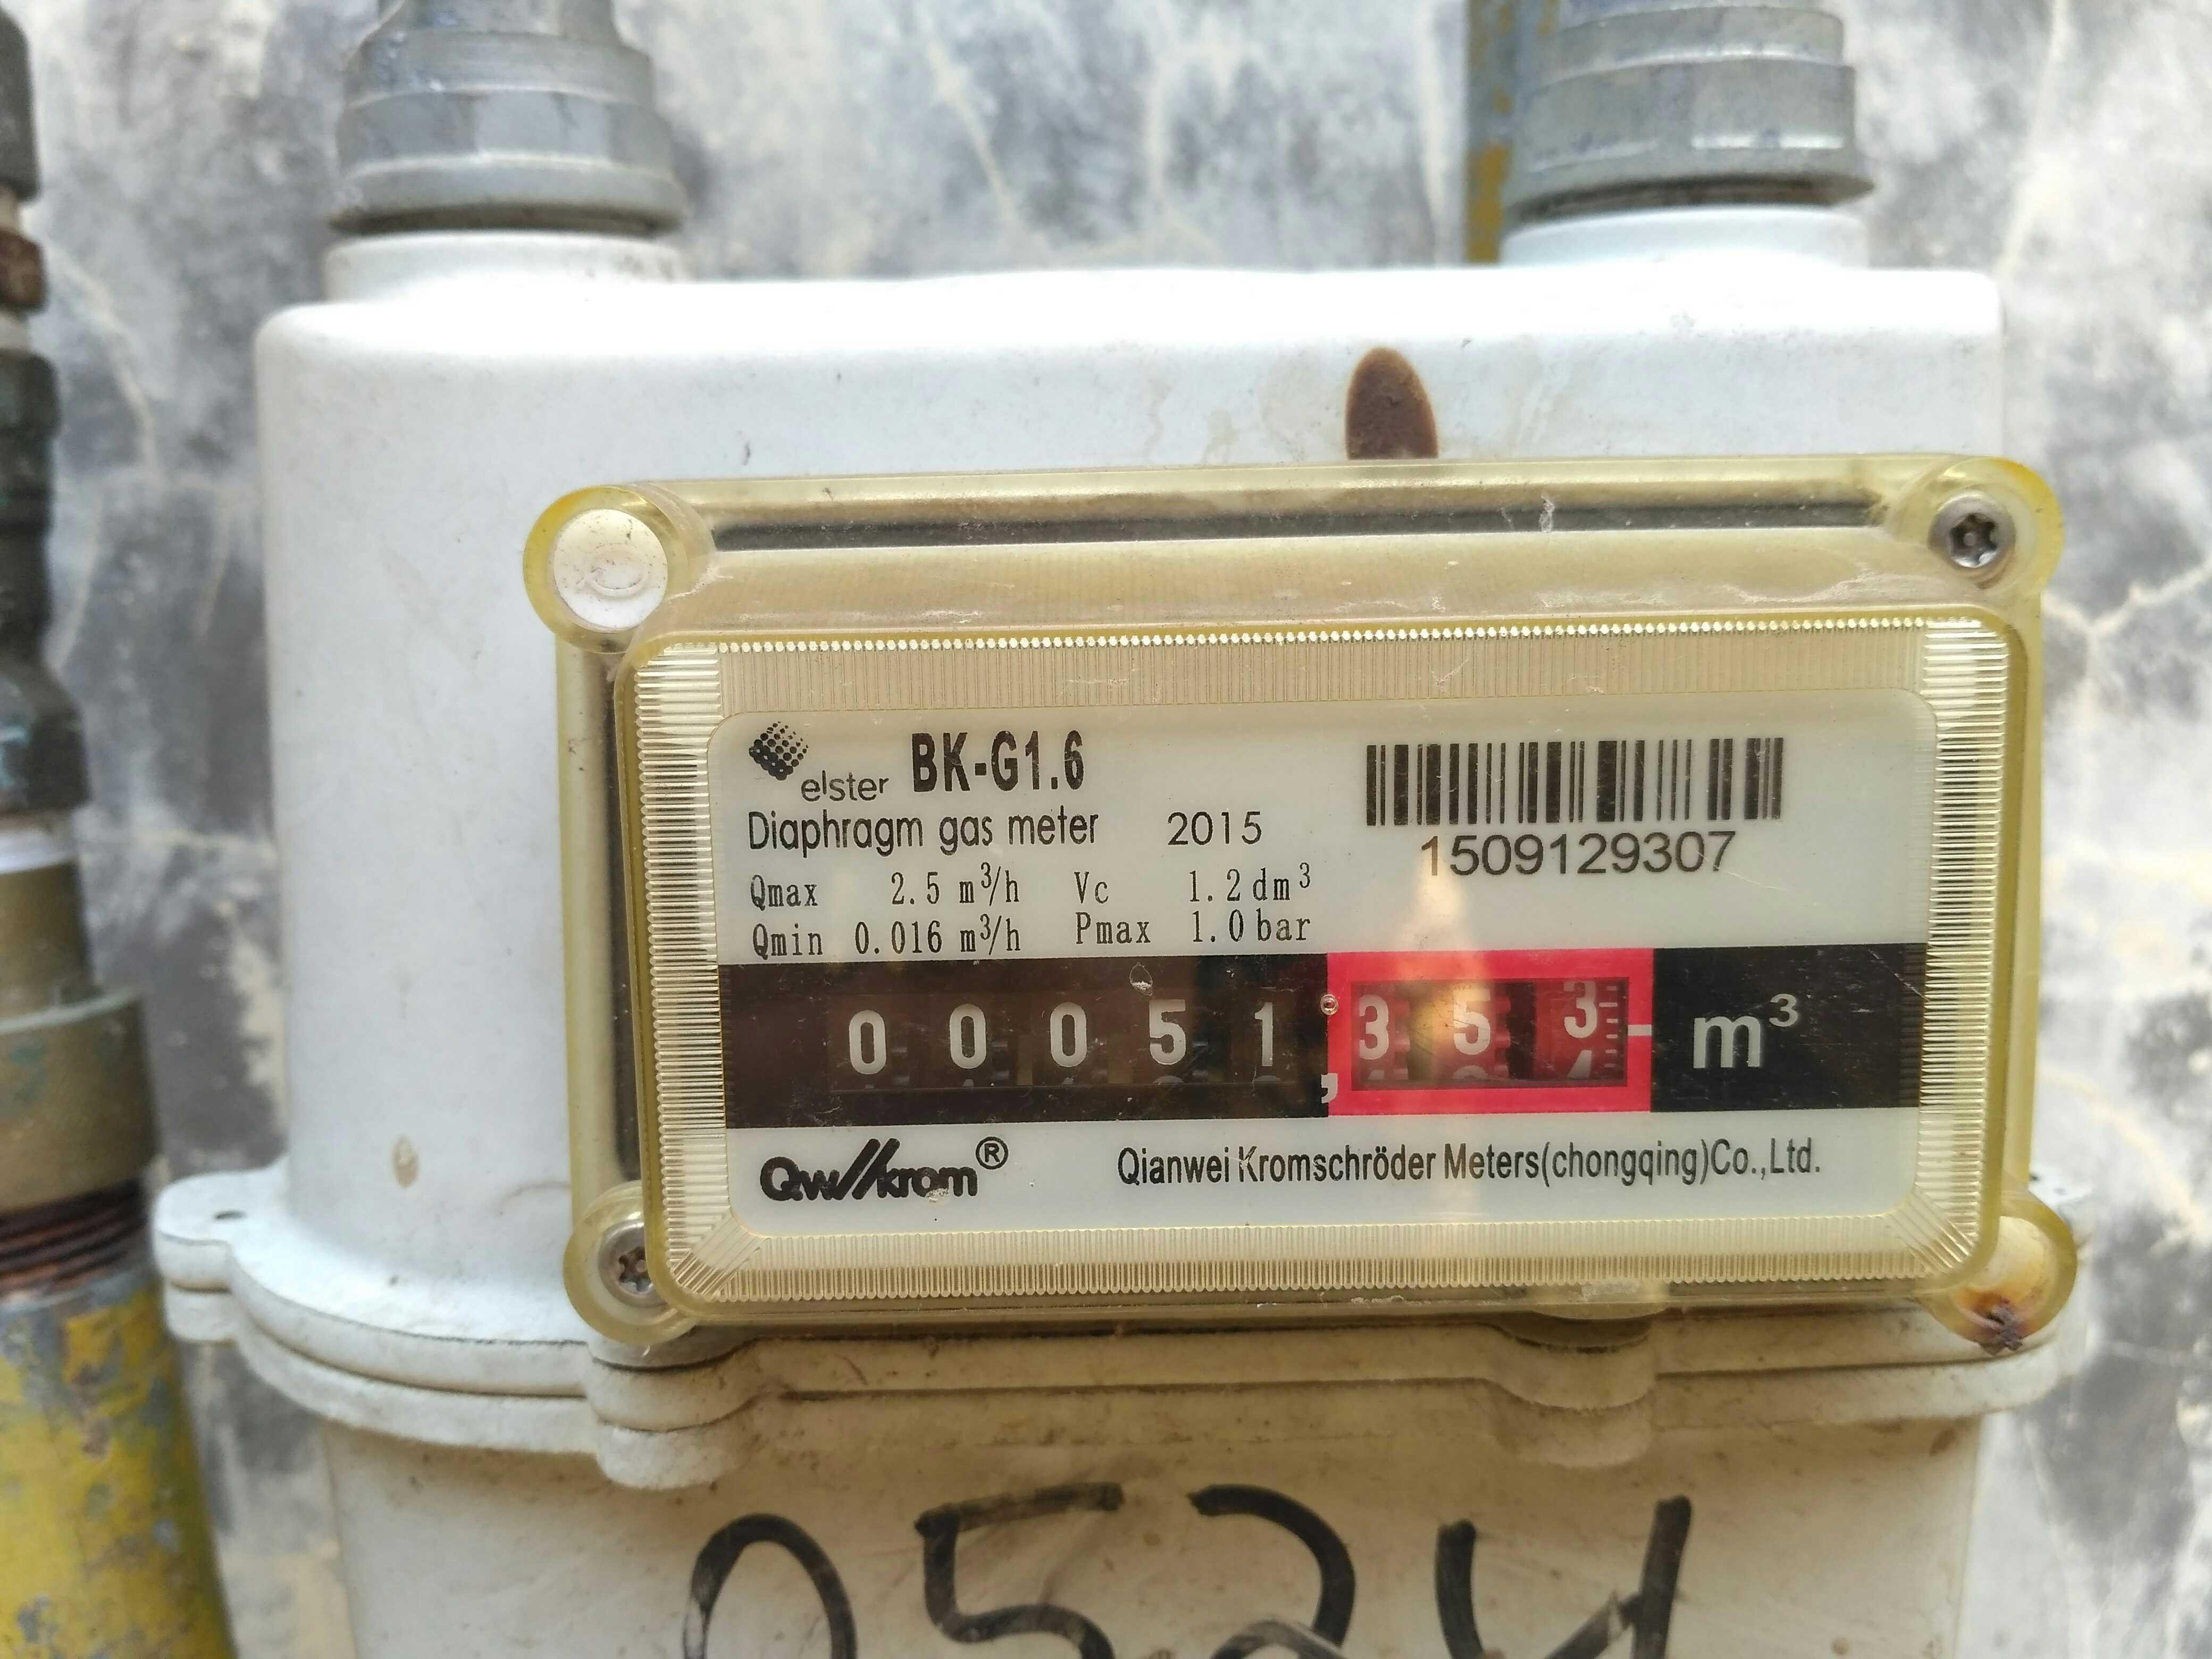 elster BK-G1.6
Diaphragm gas meter 2015
1509129307
Qmax 2.5 m³/h Vc 1.2 dm³
Qmin 0.016 m³/h Pmax 1.0 bar
00051,353 m³
Qw//krom® Qianwei Kromschröder Meters(chongqing)Co.,Ltd.
0524